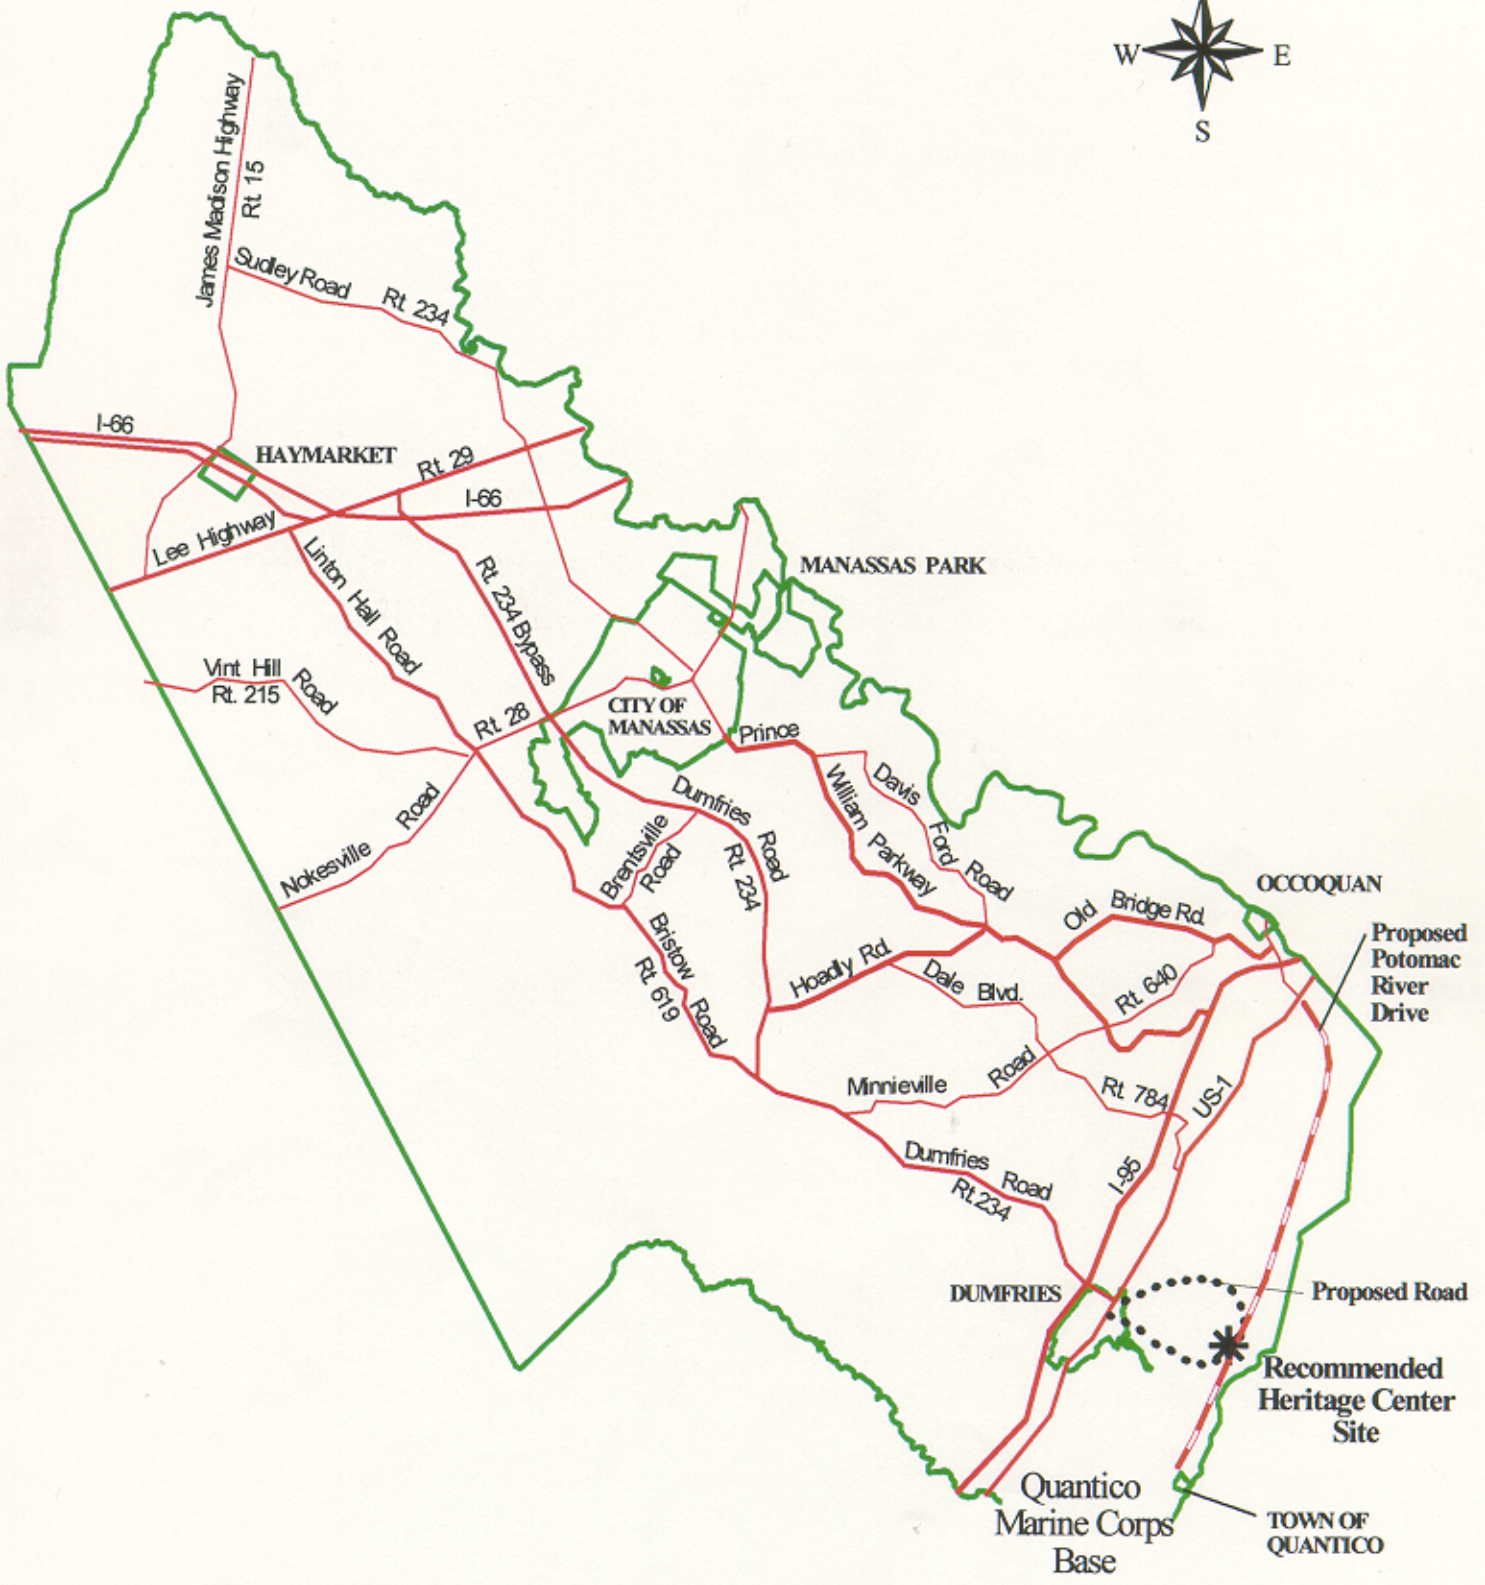 W E
S
James Madison Highway
Rt. 15
Sudley Road Rt. 234
I-66
HAYMARKET
Rt. 29
I-66
Lee Highway
Linton Hall Road
Rt. 234 Bypass
MANASSAS PARK
Vint Hill Road
Rt. 215
Rt. 28
CITY OF
MANASSAS
Prince
William Parkway
Davis Ford Road
Nokesville Road
Dumfries Road
Rt. 234
Brentsville
Road
Bristow Road
Rt. 619
Hoadly Rd.
Old Bridge Rd.
OCCOQUAN
Proposed
Potomac
River
Drive
Dale Blvd.
Rt. 640
Minnieville Road
Rt. 784
US-1
I-95
Dumfries Road
Rt.234
DUMFRIES
Proposed Road
Recommended
Heritage Center
Site
Quantico
Marine Corps
Base
TOWN OF
QUANTICO